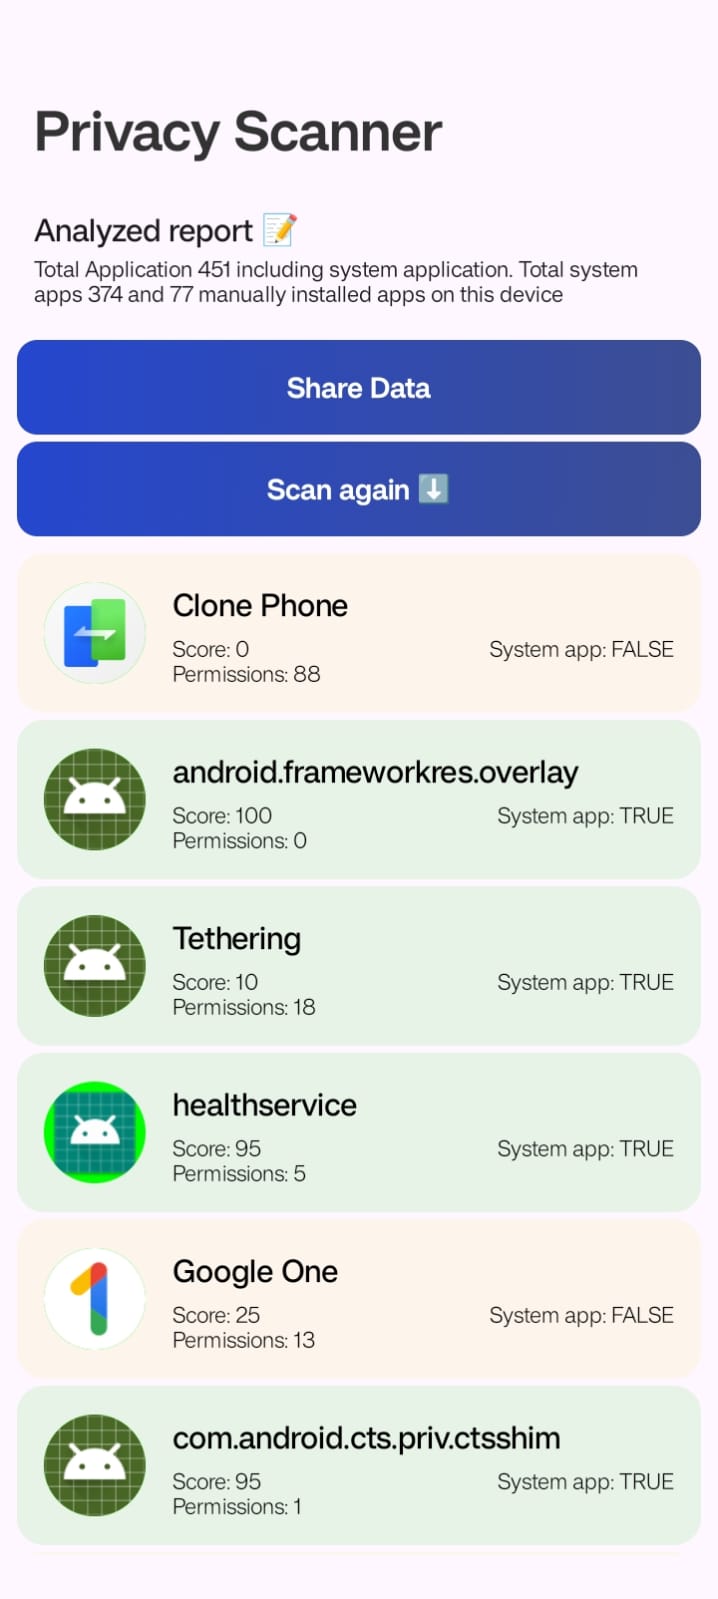 Privacy Scanner
Analyzed report 📝
Total Application 451 including system application. Total system
apps 374 and 77 manually installed apps on this device
Share Data
Scan again ⬇️
Clone Phone
Score: 0
System app: FALSE
Permissions: 88
android.frameworkres.overlay
Score: 100
System app: TRUE
Permissions: 0
Tethering
Score: 10
System app: TRUE
Permissions: 18
healthservice
Score: 95
System app: TRUE
Permissions: 5
Google One
Score: 25
System app: FALSE
Permissions: 13
com.android.cts.priv.ctsshim
Score: 95
System app: TRUE
Permissions: 1